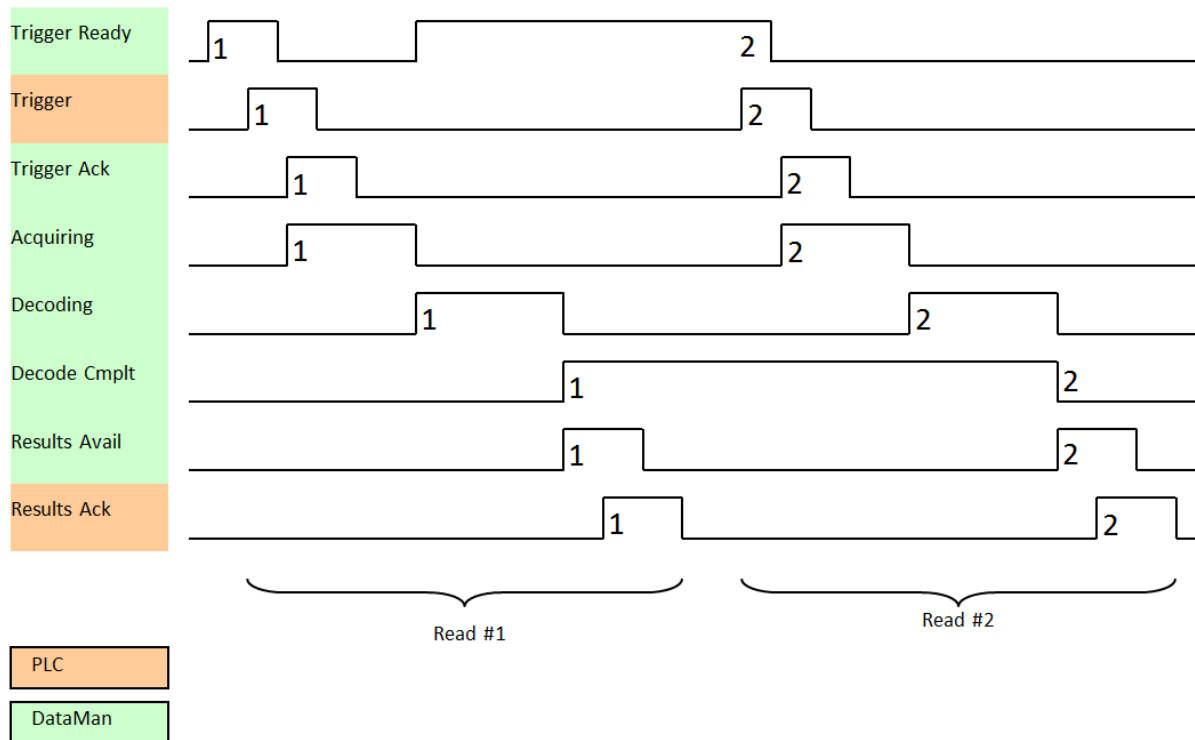 Trigger Ready 1 2
Trigger 1 2
Trigger Ack 1 2
Acquiring 1 2
Decoding 1 2
Decode Cmplt 1 2
Results Avail 1 2
Results Ack 1 2
Read #1 Read #2
PLC
DataMan